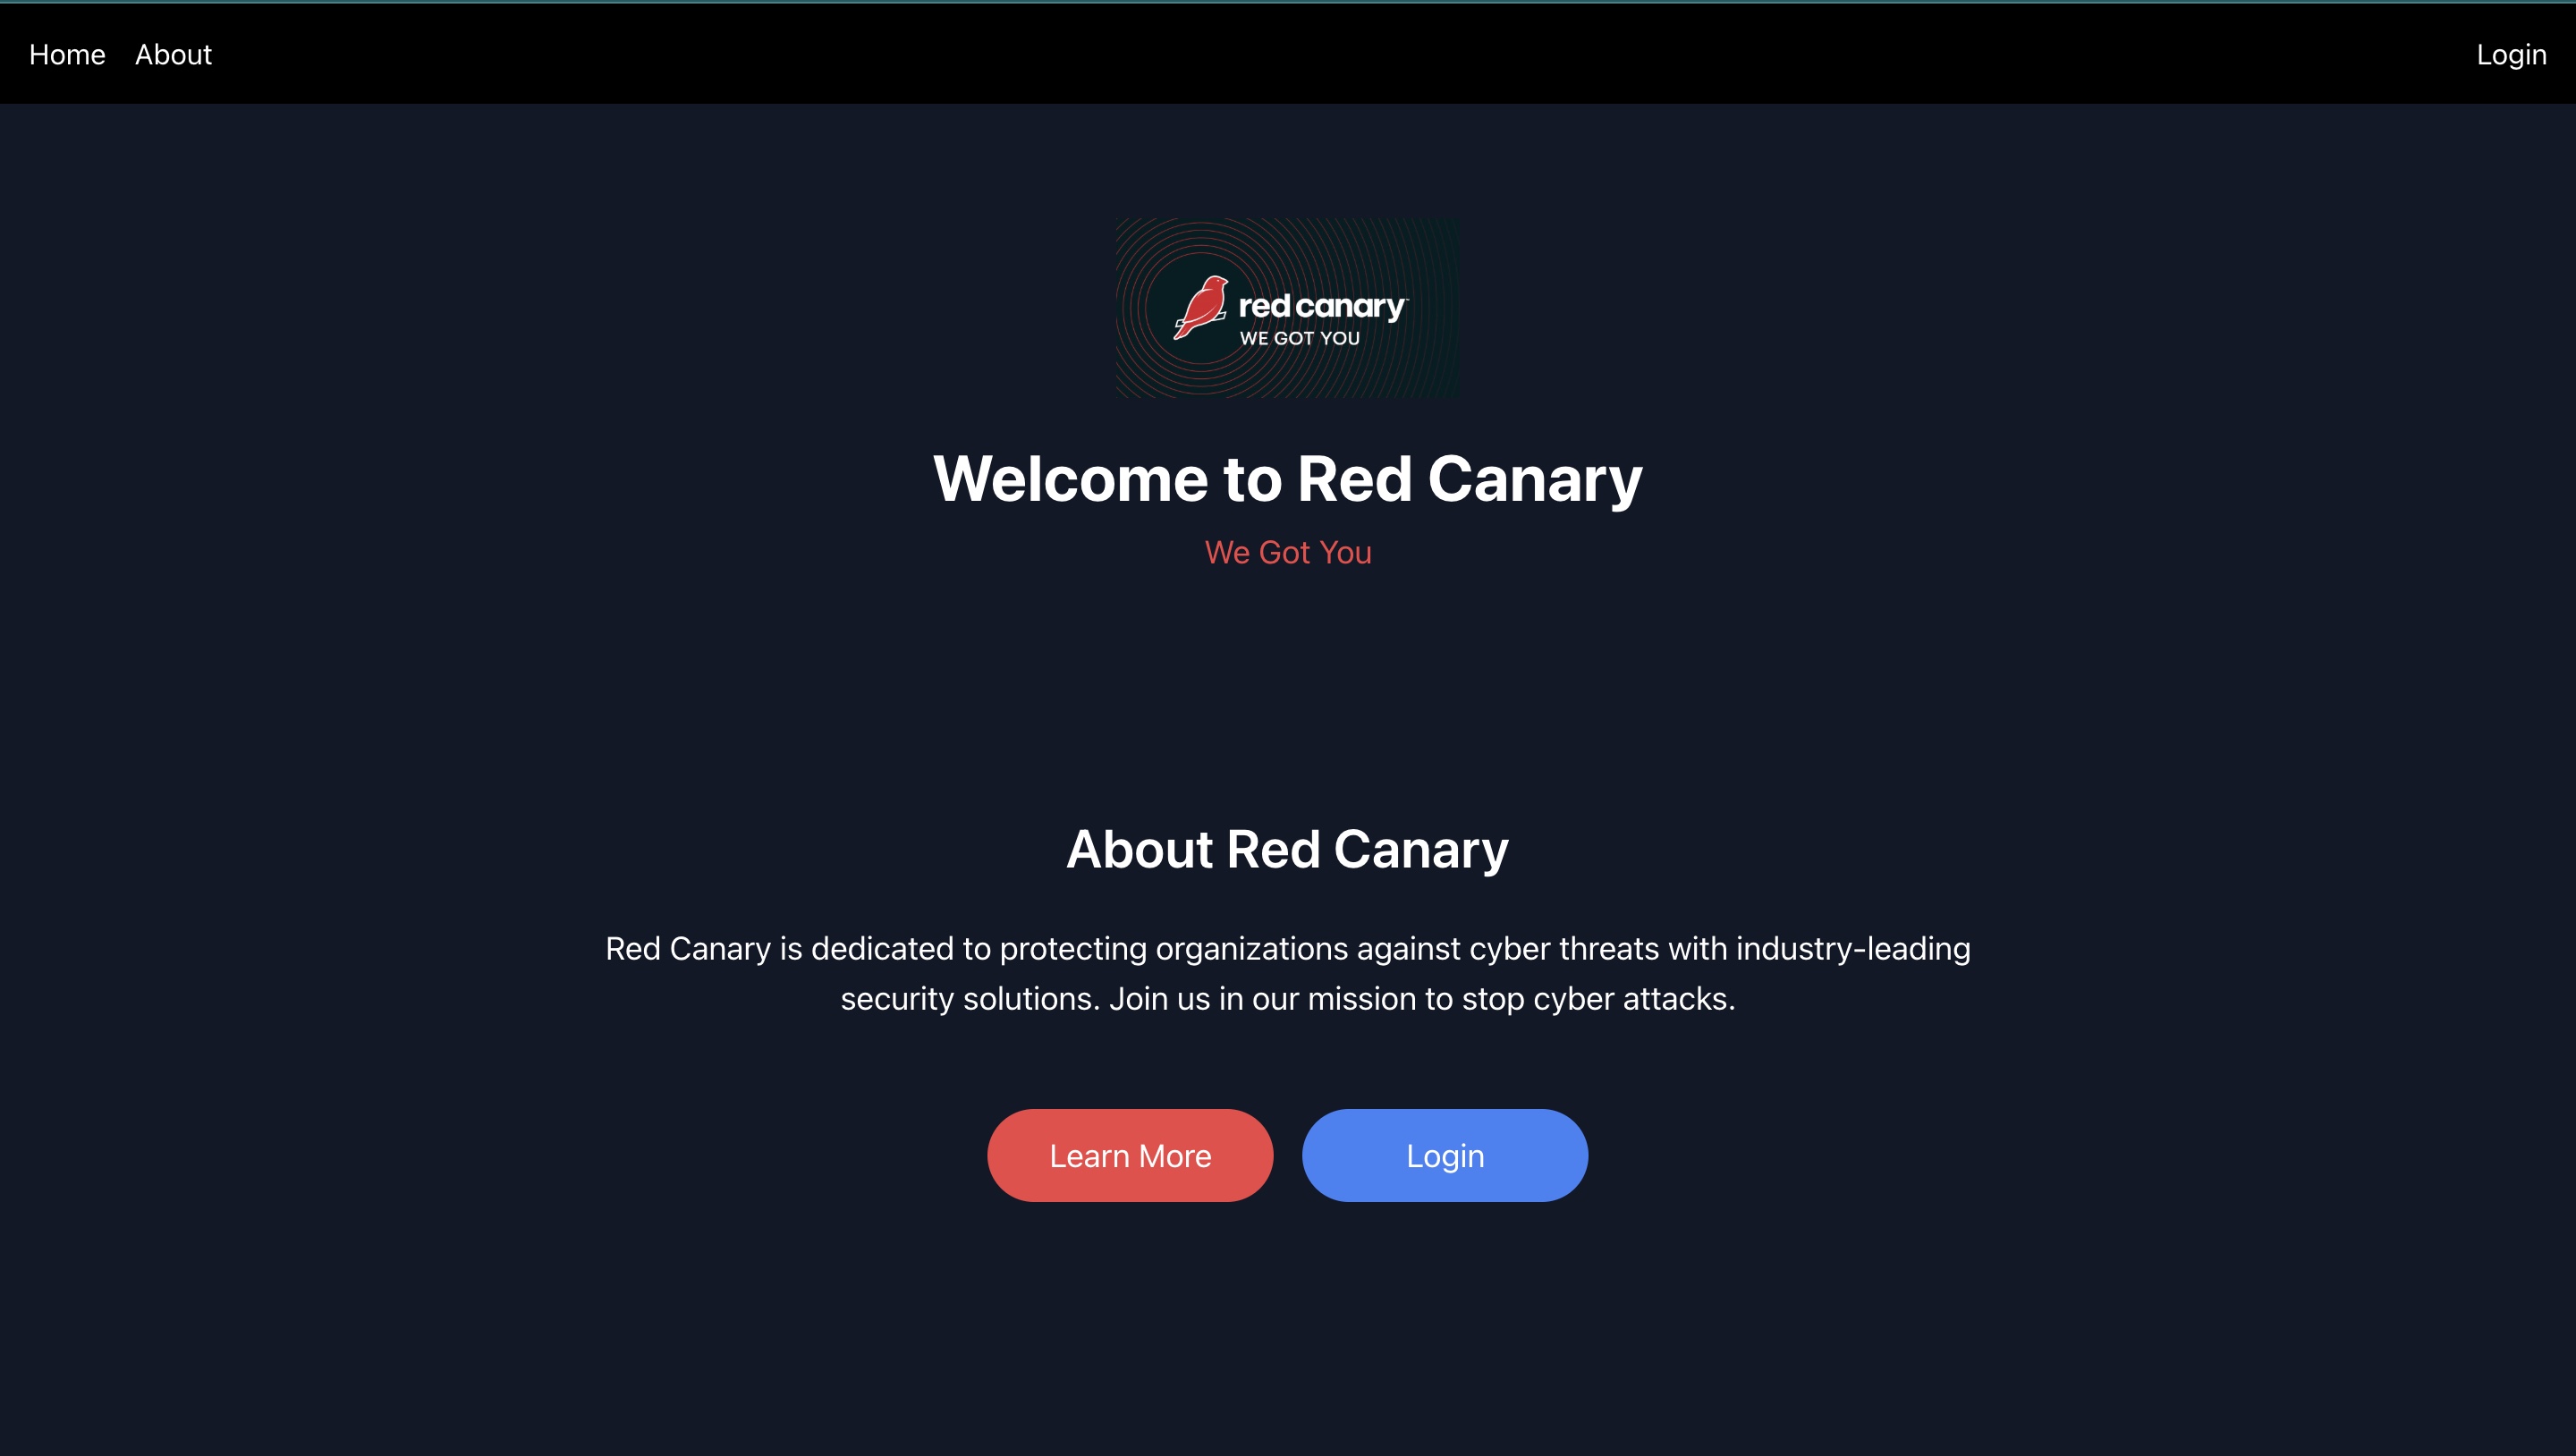 Home About Login
red canary™
WE GOT YOU
Welcome to Red Canary
We Got You
About Red Canary
Red Canary is dedicated to protecting organizations against cyber threats with industry-leading
security solutions. Join us in our mission to stop cyber attacks.
Learn More Login